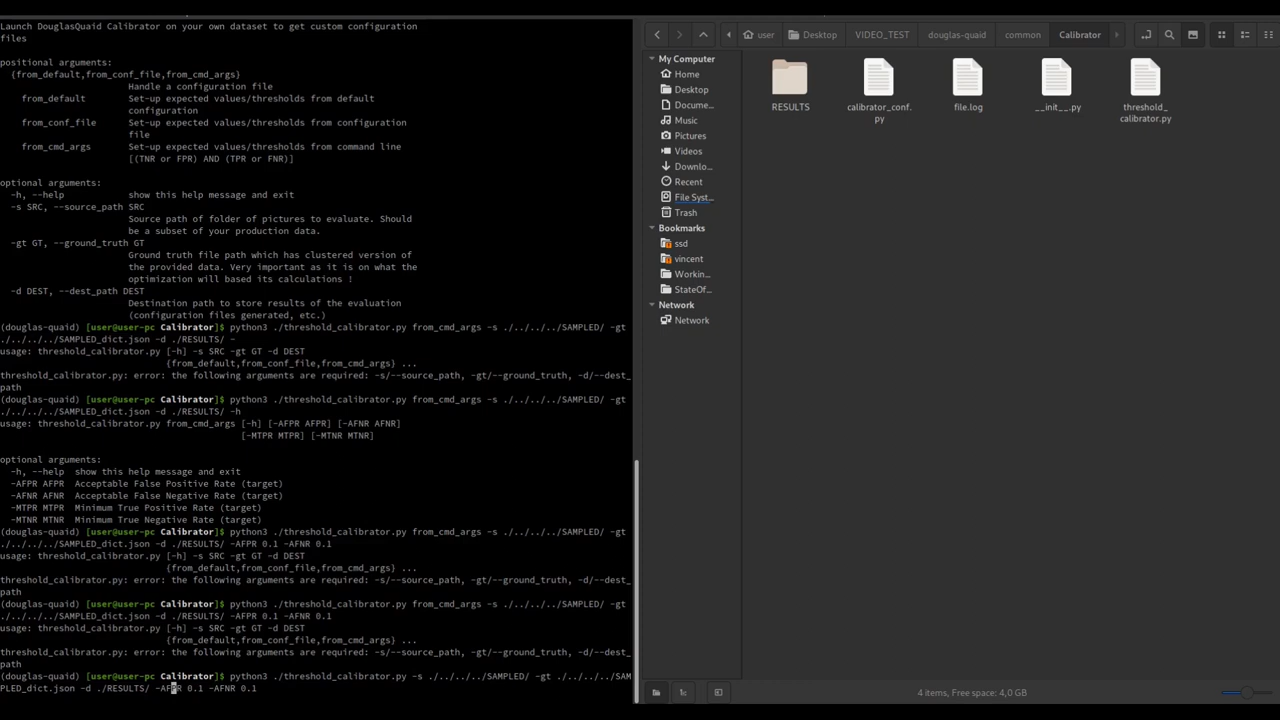 Launch DouglasQuaid Calibrator on your own dataset to get custom configuration
files
positional arguments:
{from_default,from_conf_file,from_cmd_args}
Handle a configuration file
from_default Set-up expected values/thresholds from default
configuration
from_conf_file Set-up expected values/thresholds from configuration
file
from_cmd_args Set-up expected values/thresholds from command line
[(TNR or FPR) AND (TPR or FNR)]
optional arguments:
-h, --help show this help message and exit
-s SRC, --source_path SRC
Source path of folder of pictures to evaluate. Should
be a subset of your production data.
-gt GT, --ground_truth GT
Ground truth file path which has clustered version of
the provided data. Very important as it is on what the
optimization will based its calculations !
-d DEST, --dest_path DEST
Destination path to store results of the evaluation
(configuration files generated, etc.)
(douglas-quaid) [user@user-pc Calibrator]$ python3 ./threshold_calibrator.py from_cmd_args -s ./../../../SAMPLED/ -gt
./../../../SAMPLED_dict.json -d ./RESULTS/ -
usage: threshold_calibrator.py [-h] -s SRC -gt GT -d DEST
{from_default,from_conf_file,from_cmd_args} ...
threshold_calibrator.py: error: the following arguments are required: -s/--source_path, -gt/--ground_truth, -d/--dest_
path
(douglas-quaid) [user@user-pc Calibrator]$ python3 ./threshold_calibrator.py from_cmd_args -s ./../../../SAMPLED/ -gt
./../../../SAMPLED_dict.json -d ./RESULTS/ -h
usage: threshold_calibrator.py from_cmd_args [-h] [-AFPR AFPR] [-AFNR AFNR]
[-MTPR MTPR] [-MTNR MTNR]
optional arguments:
-h, --help show this help message and exit
-AFPR AFPR Acceptable False Positive Rate (target)
-AFNR AFNR Acceptable False Negative Rate (target)
-MTPR MTPR Minimum True Positive Rate (target)
-MTNR MTNR Minimum True Negative Rate (target)
(douglas-quaid) [user@user-pc Calibrator]$ python3 ./threshold_calibrator.py from_cmd_args -s ./../../../SAMPLED/ -gt
./../../../SAMPLED_dict.json -d ./RESULTS/ -AFPR 0.1 -AFNR 0.1
usage: threshold_calibrator.py [-h] -s SRC -gt GT -d DEST
{from_default,from_conf_file,from_cmd_args} ...
threshold_calibrator.py: error: the following arguments are required: -s/--source_path, -gt/--ground_truth, -d/--dest_
path
(douglas-quaid) [user@user-pc Calibrator]$ python3 ./threshold_calibrator.py from_cmd_args -s ./../../../SAMPLED/ -gt
./../../../SAMPLED_dict.json -d ./RESULTS/ -AFPR 0.1 -AFNR 0.1
usage: threshold_calibrator.py [-h] -s SRC -gt GT -d DEST
{from_default,from_conf_file,from_cmd_args} ...
threshold_calibrator.py: error: the following arguments are required: -s/--source_path, -gt/--ground_truth, -d/--dest_
path
(douglas-quaid) [user@user-pc Calibrator]$ python3 ./threshold_calibrator.py -s ./../../../SAMPLED/ -gt ./../../../SAM
PLED_dict.json -d ./RESULTS/ -AFPR 0.1 -AFNR 0.1
user Desktop VIDEO_TEST douglas-quaid common Calibrator
My Computer
Home
Desktop
Docume...
Music
Pictures
Videos
Downlo...
Recent
File Syst...
Trash
Bookmarks
ssd
vincent
Workin...
StateOf...
Network
Network
RESULTS
calibrator_conf.
py
file.log
__init__.py
threshold_
calibrator.py
4 items, Free space: 4,0 GB